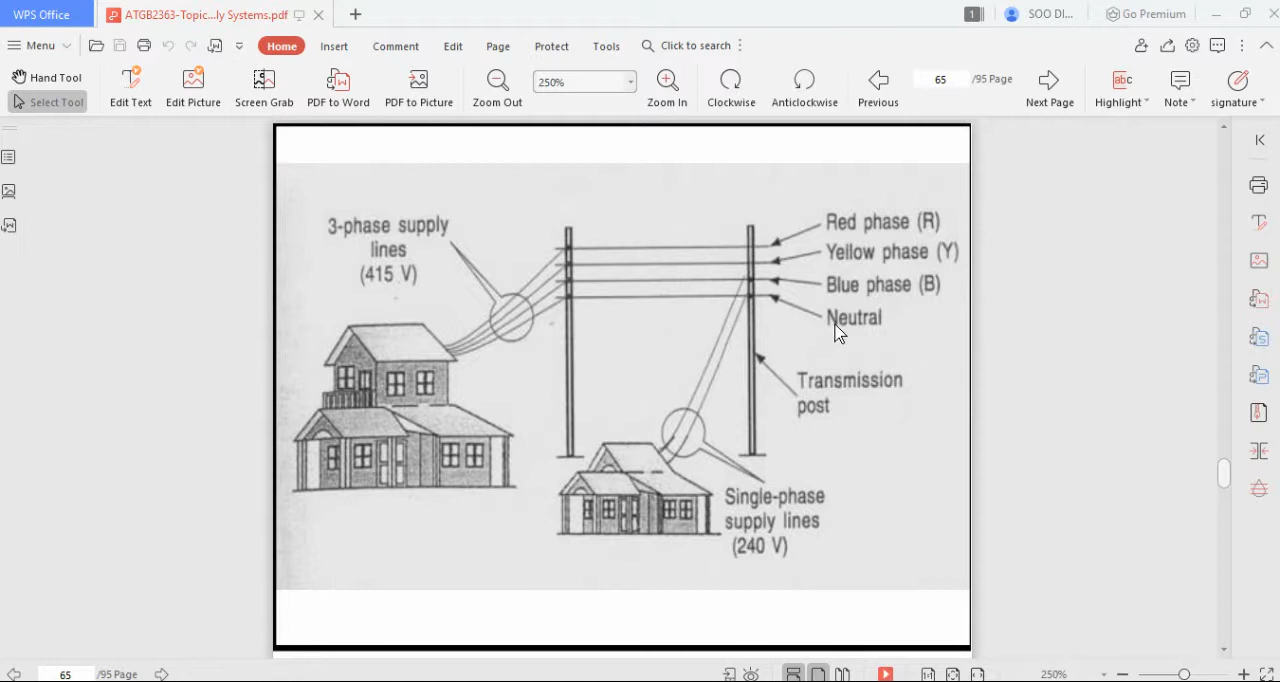 WPS Office
ATGB2363-Topic...ly Systems.pdf
1
SOO DI...
Go Premium
Menu
Home
Insert
Comment
Edit
Page
Protect
Tools
Click to search
Hand Tool
Select Tool
Edit Text
Edit Picture
Screen Grab
PDF to Word
PDF to Picture
Zoom Out
250%
Zoom In
Clockwise
Anticlockwise
Previous
65
/95 Page
Next Page
abc
Highlight
Note
signature
3-phase supply
lines
(415 V)
Red phase (R)
Yellow phase (Y)
Blue phase (B)
Neutral
Transmission
post
Single-phase
supply lines
(240 V)
65
/95 Page
250%